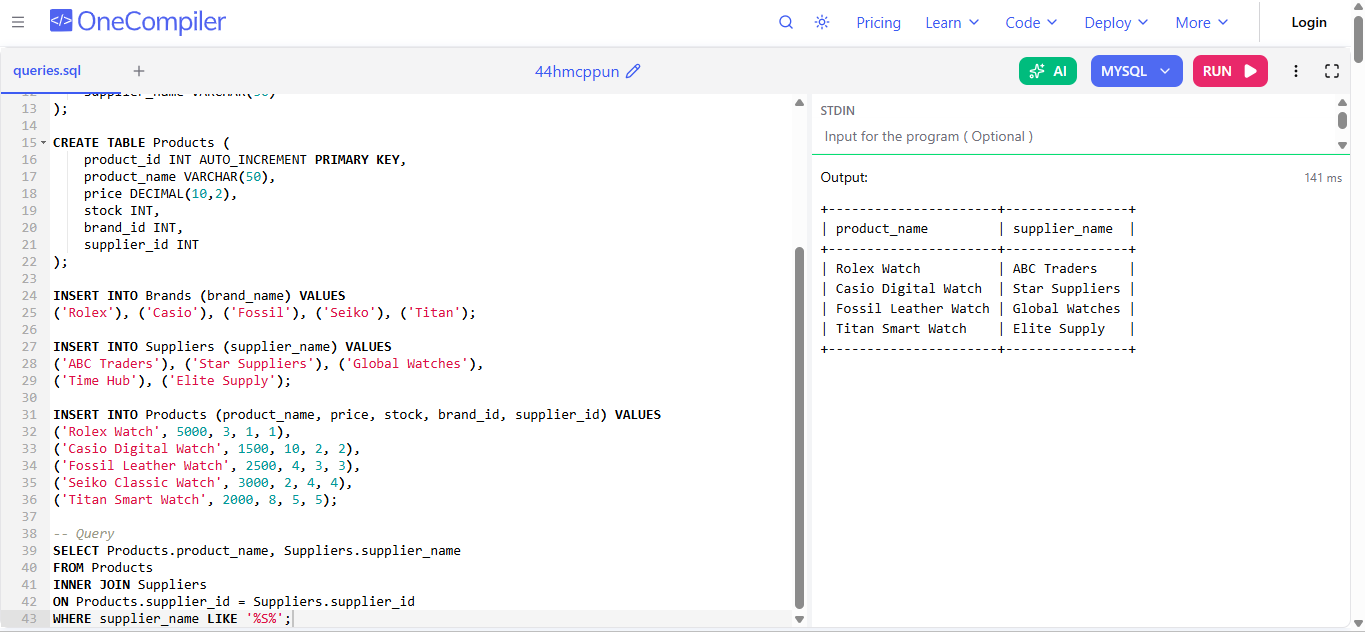 OneCompiler
Pricing
Learn
Code
Deploy
More
Login
queries.sql
+
44hmcppun
AI
MYSQL
RUN
12 supplier_name VARCHAR(50)
13 );
14
15 CREATE TABLE Products (
16 product_id INT AUTO_INCREMENT PRIMARY KEY,
17 product_name VARCHAR(50),
18 price DECIMAL(10,2),
19 stock INT,
20 brand_id INT,
21 supplier_id INT
22 );
23
24 INSERT INTO Brands (brand_name) VALUES
25 ('Rolex'), ('Casio'), ('Fossil'), ('Seiko'), ('Titan');
26
27 INSERT INTO Suppliers (supplier_name) VALUES
28 ('ABC Traders'), ('Star Suppliers'), ('Global Watches'),
29 ('Time Hub'), ('Elite Supply');
30
31 INSERT INTO Products (product_name, price, stock, brand_id, supplier_id) VALUES
32 ('Rolex Watch', 5000, 3, 1, 1),
33 ('Casio Digital Watch', 1500, 10, 2, 2),
34 ('Fossil Leather Watch', 2500, 4, 3, 3),
35 ('Seiko Classic Watch', 3000, 2, 4, 4),
36 ('Titan Smart Watch', 2000, 8, 5, 5);
37
38 -- Query
39 SELECT Products.product_name, Suppliers.supplier_name
40 FROM Products
41 INNER JOIN Suppliers
42 ON Products.supplier_id = Suppliers.supplier_id
43 WHERE supplier_name LIKE '%S%';
STDIN
Input for the program ( Optional )
Output:
141 ms
+----------------------+----------------+
| product_name | supplier_name |
+----------------------+----------------+
| Rolex Watch | ABC Traders |
| Casio Digital Watch | Star Suppliers |
| Fossil Leather Watch | Global Watches |
| Titan Smart Watch | Elite Supply |
+----------------------+----------------+